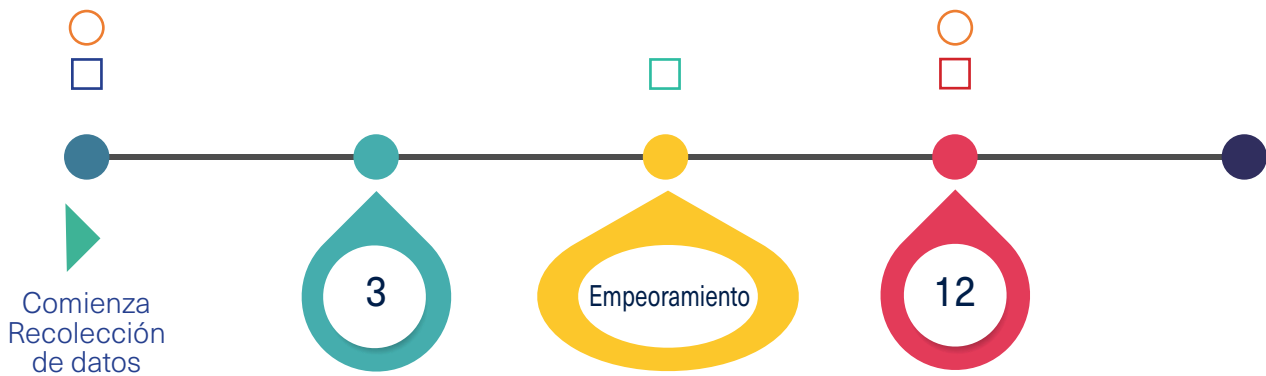 Comienza
Recolección
de datos
3
Empeoramiento
12